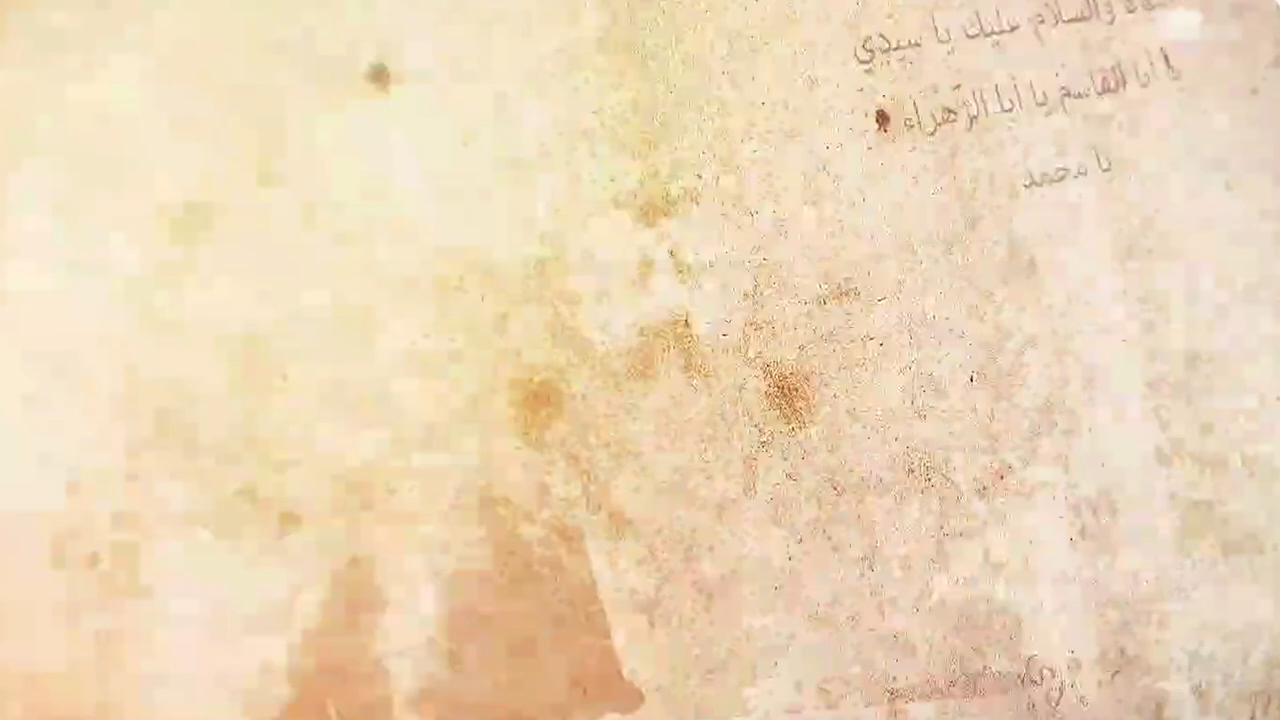 والسلام عليك يا سيدي
يا أبا القاسم يا أبا الزهراء
يا محمد